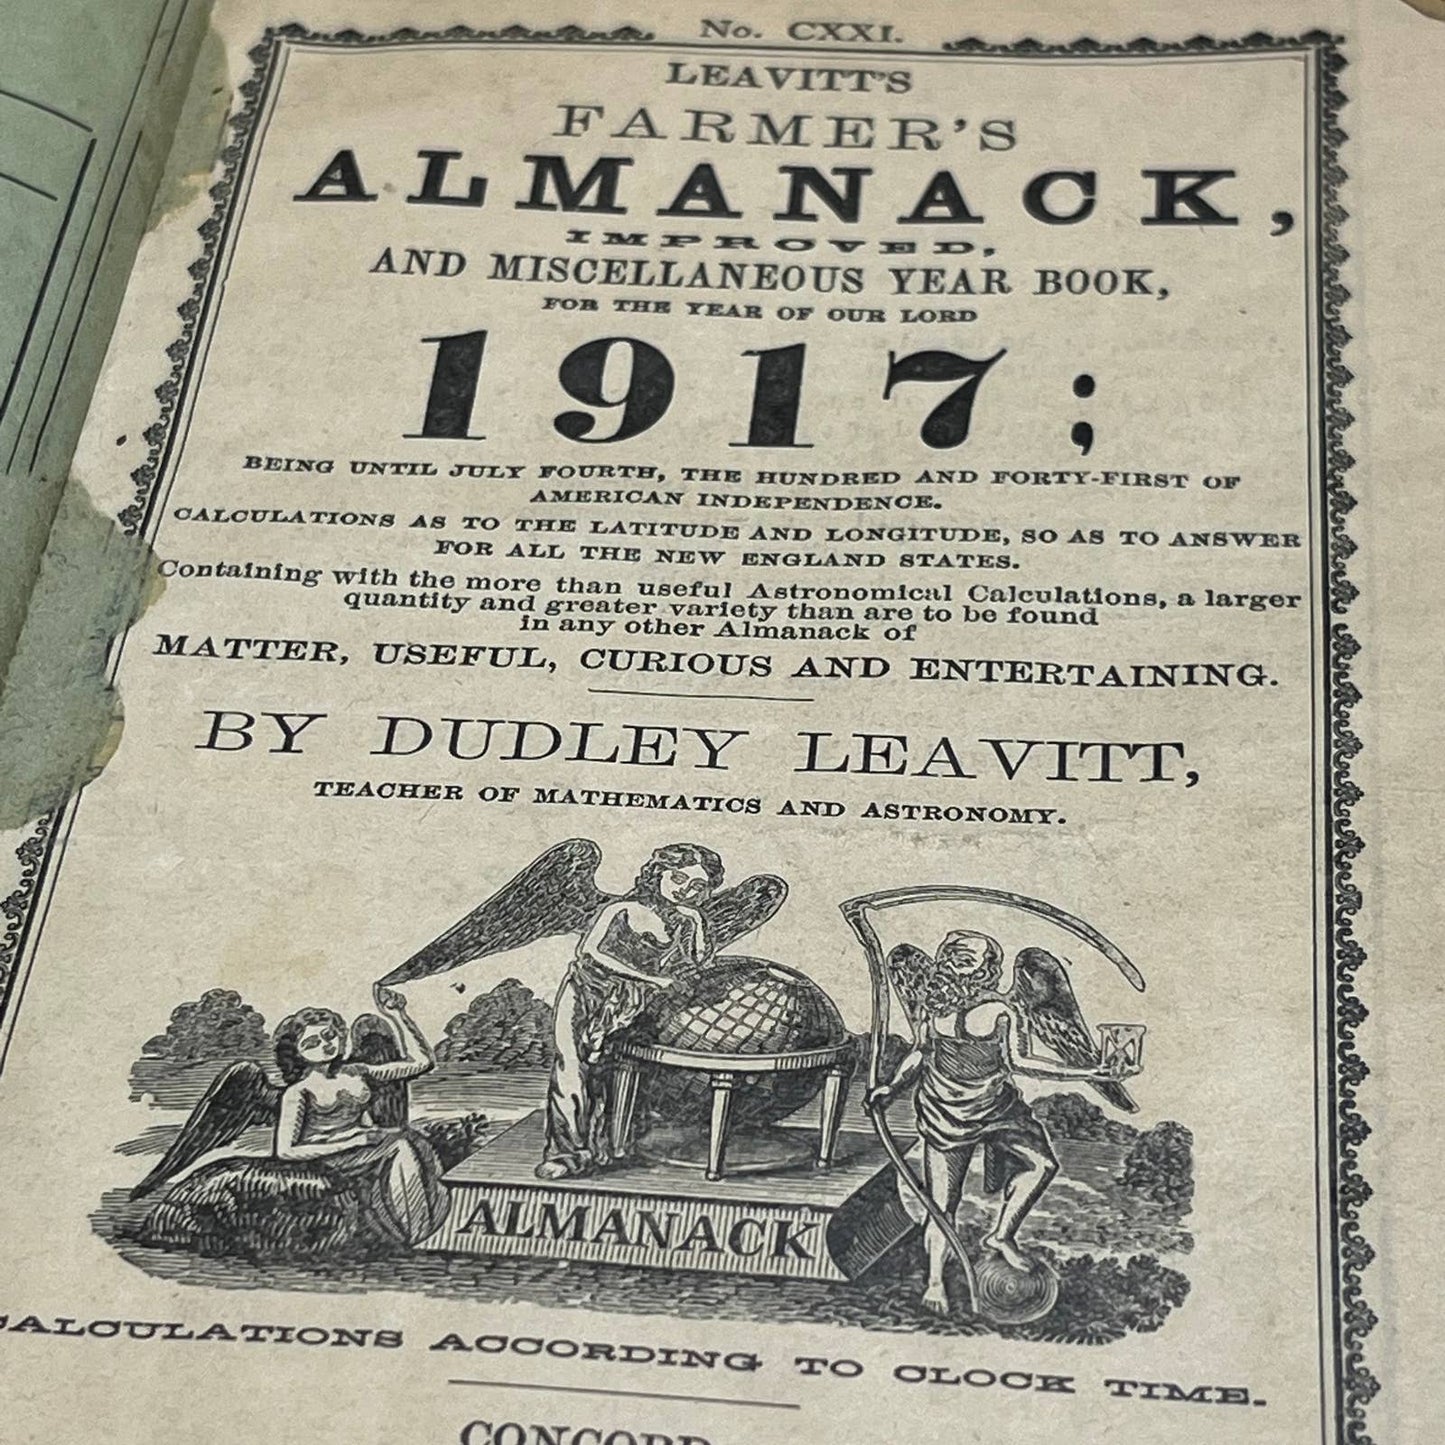 No. CXXI.
LEAVITT'S
FARMER'S
ALMANACK,
IMPROVED,
AND MISCELLANEOUS YEAR BOOK,
FOR THE YEAR OF OUR LORD
1917;
BEING UNTIL JULY FOURTH, THE HUNDRED AND FORTY-FIRST OF
AMERICAN INDEPENDENCE.
CALCULATIONS AS TO THE LATITUDE AND LONGITUDE, SO AS TO ANSWER
FOR ALL THE NEW ENGLAND STATES.
Containing with the more than useful Astronomical Calculations, a larger
quantity and greater variety than are to be found
in any other Almanack of
MATTER, USEFUL, CURIOUS AND ENTERTAINING.
BY DUDLEY LEAVITT,
TEACHER OF MATHEMATICS AND ASTRONOMY.
ALMANACK
CALCULATIONS ACCORDING TO CLOCK TIME.
CONCORD